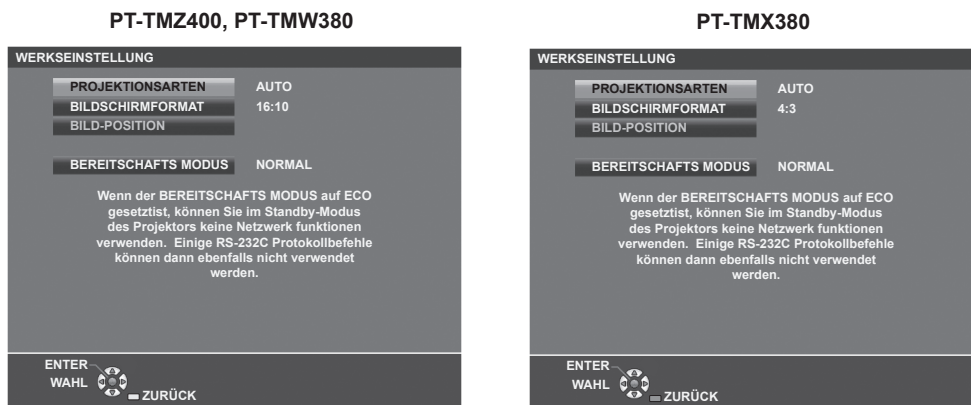 PT-TMZ400, PT-TMW380
WERKSEINSTELLUNG
PROJEKTIONSARTEN AUTO
BILDSCHIRMFORMAT 16:10
BILD-POSITION
BEREITSCHAFTS MODUS NORMAL
Wenn der BEREITSCHAFTS MODUS auf ECO
gesetztist, können Sie im Standby-Modus
des Projektors keine Netzwerk funktionen
verwenden. Einige RS-232C Protokollbefehle
können dann ebenfalls nicht verwendet
werden.
ENTER
WAHL
ZURÜCK
PT-TMX380
WERKSEINSTELLUNG
PROJEKTIONSARTEN AUTO
BILDSCHIRMFORMAT 4:3
BILD-POSITION
BEREITSCHAFTS MODUS NORMAL
Wenn der BEREITSCHAFTS MODUS auf ECO
gesetztist, können Sie im Standby-Modus
des Projektors keine Netzwerk funktionen
verwenden. Einige RS-232C Protokollbefehle
können dann ebenfalls nicht verwendet
werden.
ENTER
WAHL
ZURÜCK